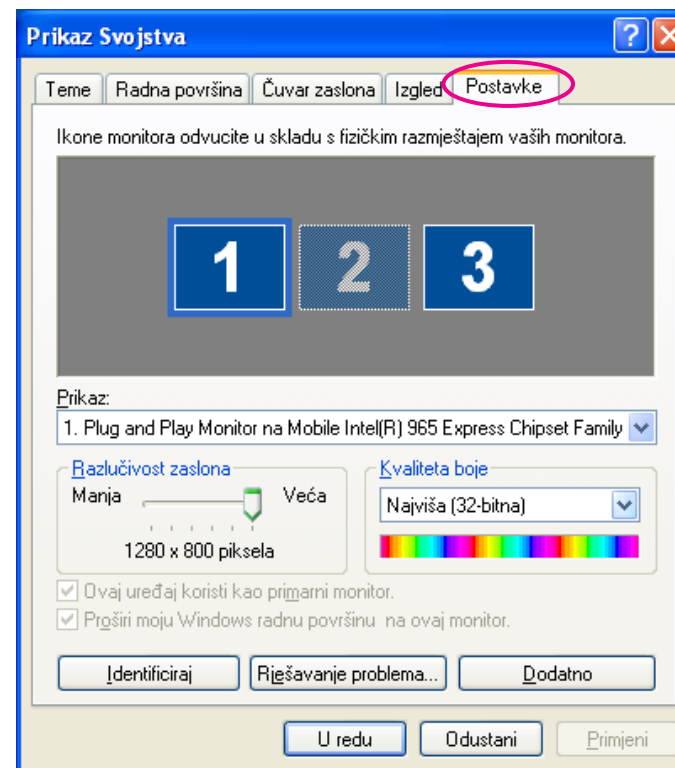 Prikaz Svojstva
Teme Radna površina Čuvar zaslona Izgled Postavke
Ikone monitora odvucite u skladu s fizičkim razmještajem vaših monitora.
1 2 3
Prikaz:
1. Plug and Play Monitor na Mobile Intel(R) 965 Express Chipset Family
Razlučivost zaslona
Manja Veća
1280 x 800 piksela
Kvaliteta boje
Najviša (32-bitna)
Ovaj uređaj koristi kao primarni monitor.
Proširi moju Windows radnu površinu na ovaj monitor.
Identificiraj Rješavanje problema... Dodatno
U redu Odustani Primjeni